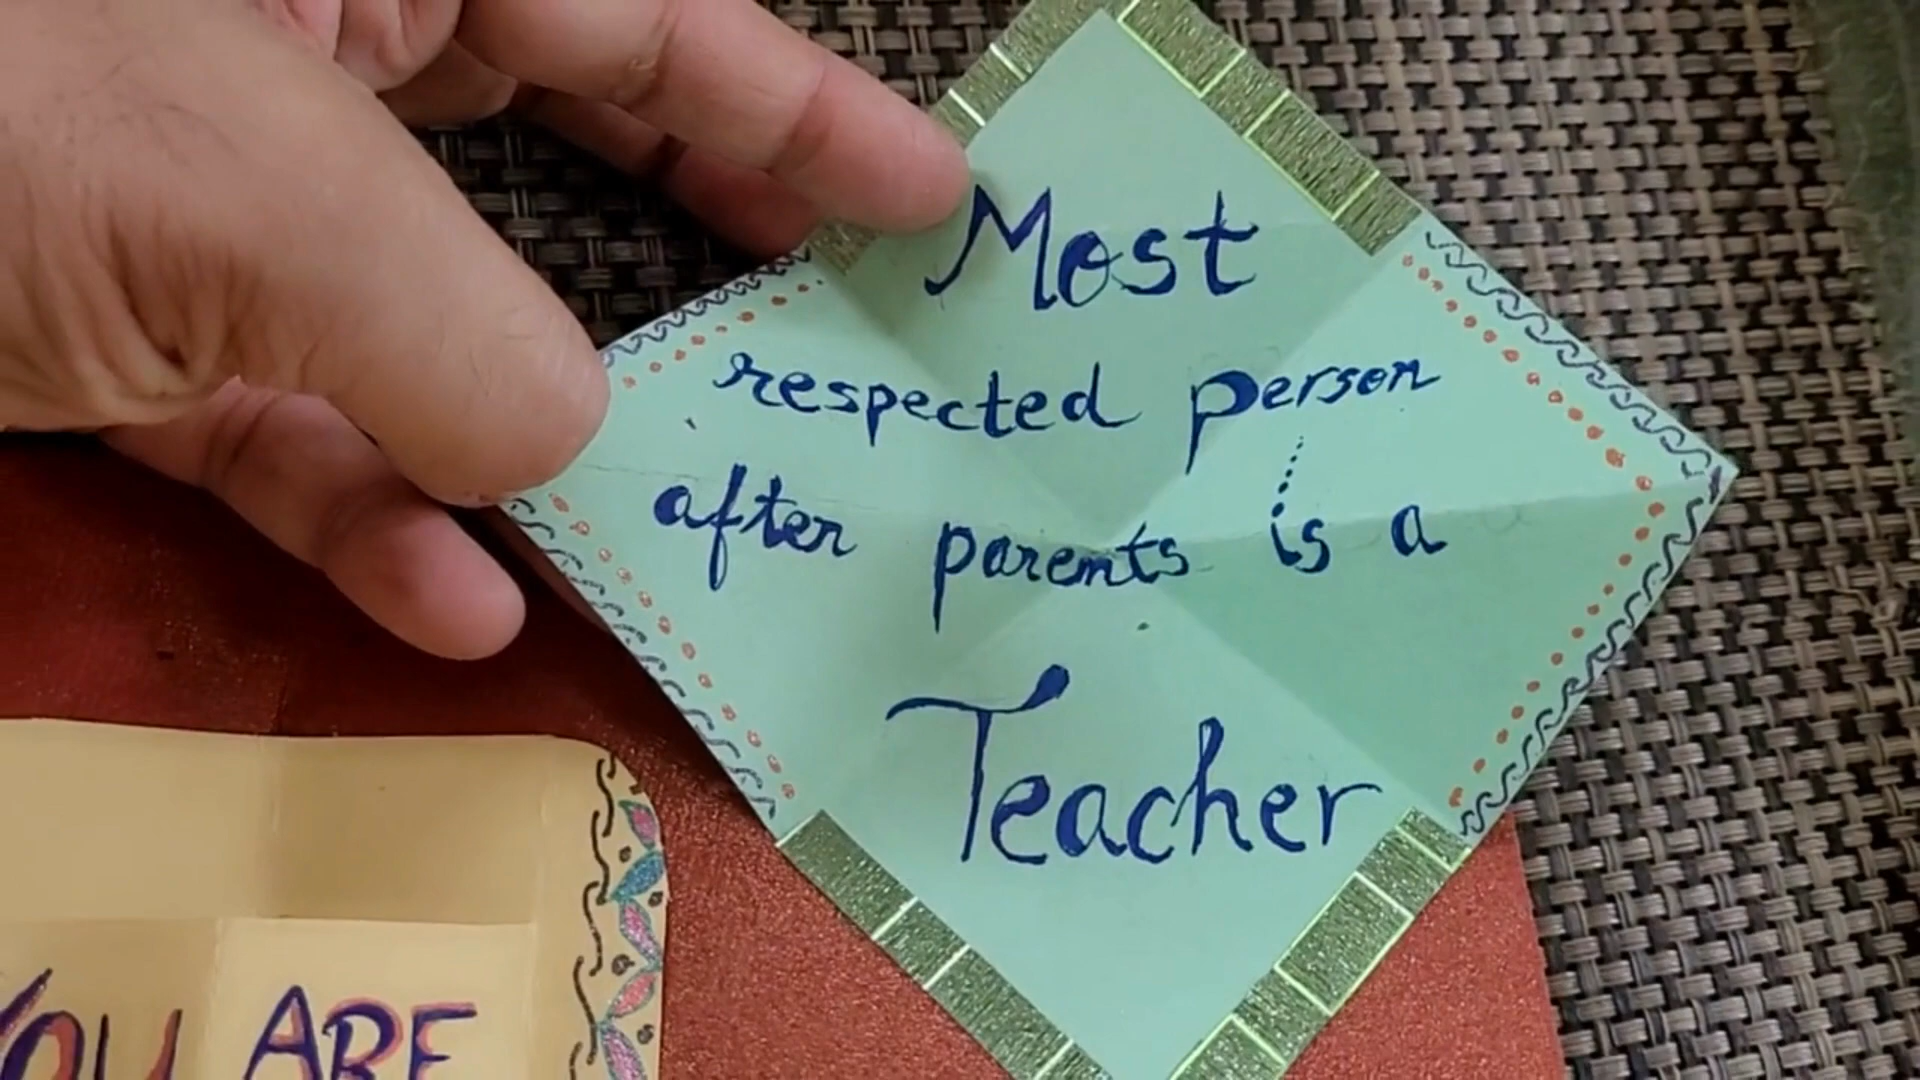 Most
respected person
after parents is a
Teacher
YOU ARE